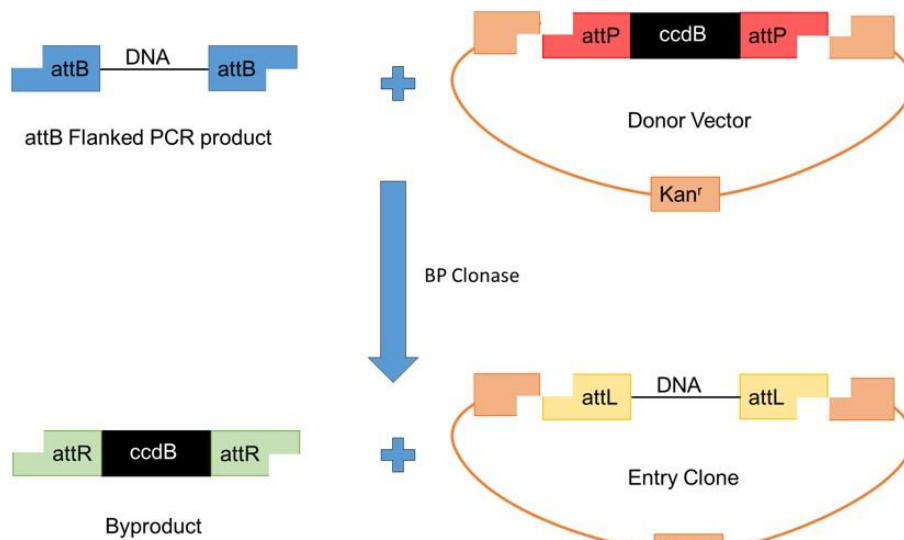 attB DNA attB
attB Flanked PCR product
attP ccdB attP
Donor Vector
Kanʳ
BP Clonase
attR ccdB attR
Byproduct
attL DNA attL
Entry Clone